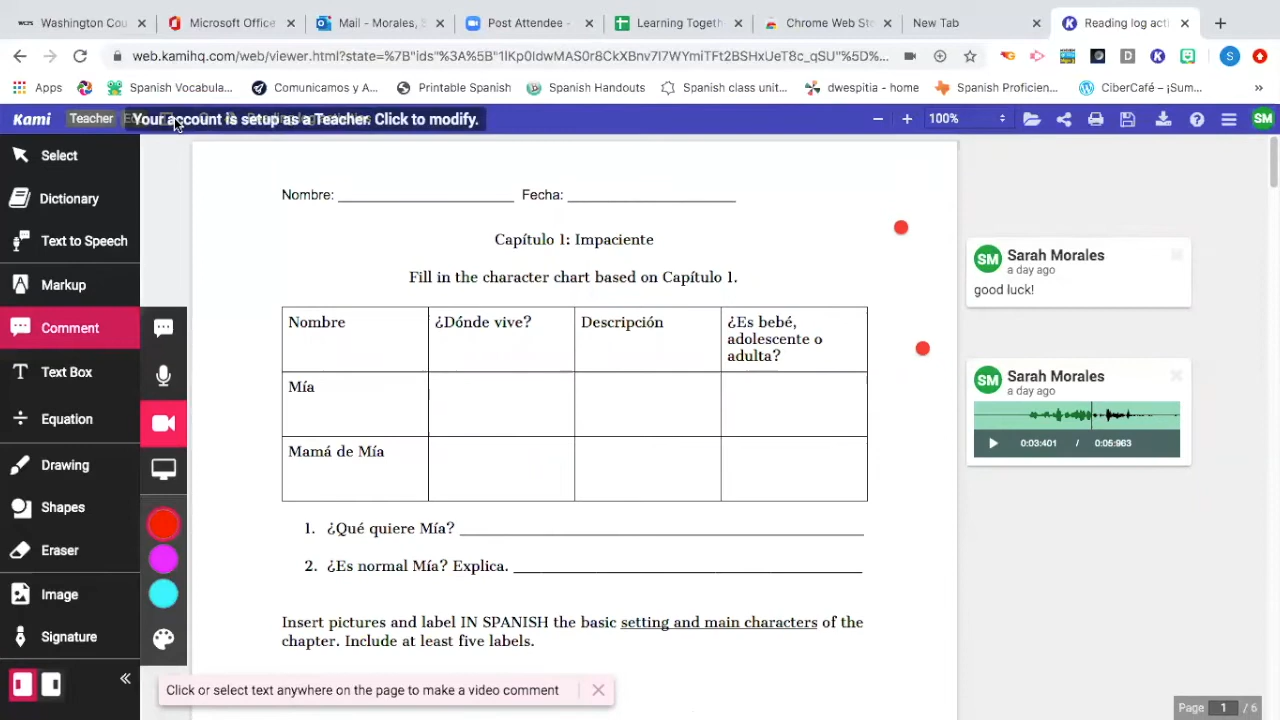 Washington Cou
Microsoft Office
Mail - Morales, S
Post Attendee -
Learning Togeth
Chrome Web Sto
New Tab
Reading log acti
web.kamihq.com/web/viewer.html?state=%7B"ids"%3A%5B"1lKp0IdwMAS0r8CkXBnv7I7WYmiTFt2BSHxUeT8c_qSU"%5D%...
Apps
Spanish Vocabula...
Comunicamos y A...
Printable Spanish
Spanish Handouts
Spanish class unit...
dwespitia - home
Spanish Proficien...
CiberCafé – ¡Sum...
»
Kami
Teacher
Your account is setup as a Teacher. Click to modify.
100%
SM
Select
Dictionary
Text to Speech
Markup
Comment
Text Box
Equation
Drawing
Shapes
Eraser
Image
Signature
Nombre: ______ Fecha: ______
Capítulo 1: Impaciente
Fill in the character chart based on Capítulo 1.
Nombre ¿Dónde vive? Descripción ¿Es bebé,
adolescente o
adulta?
Mía
Mamá de Mía
1. ¿Qué quiere Mía? ______
2. ¿Es normal Mía? Explica. ______
Insert pictures and label IN SPANISH the basic setting and main characters of the
chapter. Include at least five labels.
Click or select text anywhere on the page to make a video comment
SM Sarah Morales
a day ago
good luck!
SM Sarah Morales
a day ago
0:03:401 / 0:05:963
Page 1 / 6